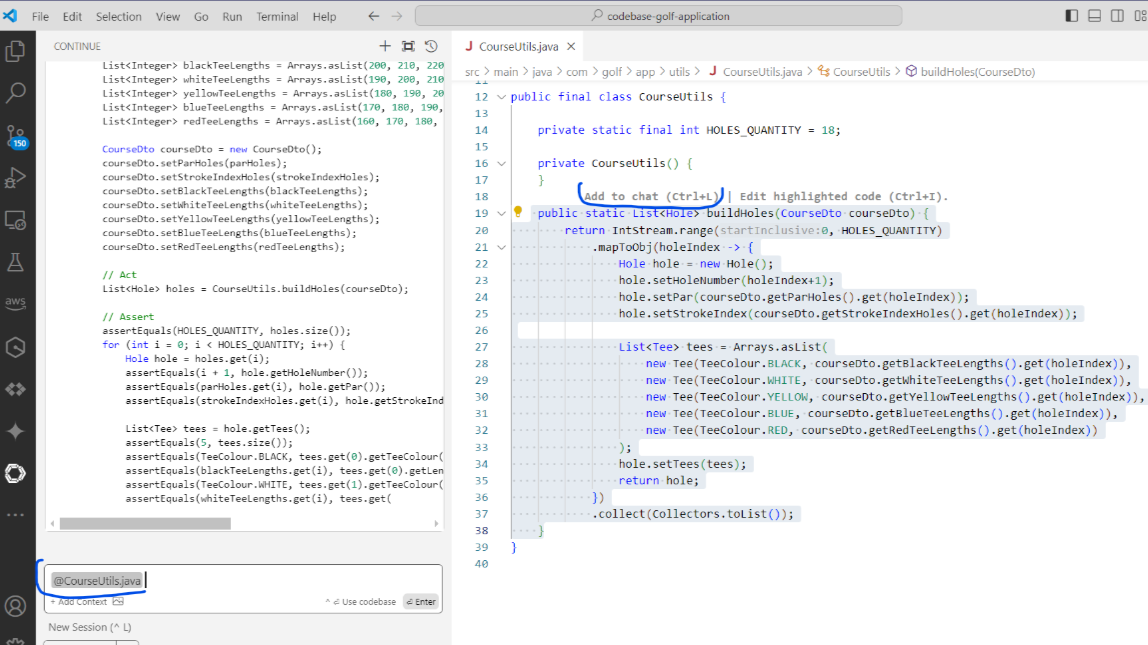 File Edit Selection View Go Run Terminal Help
codebase-golf-application
CONTINUE
List<Integer> blackTeeLengths = Arrays.asList(200, 210, 220
List<Integer> whiteTeeLengths = Arrays.asList(190, 200, 210
List<Integer> yellowTeeLengths = Arrays.asList(180, 190, 20
List<Integer> blueTeeLengths = Arrays.asList(170, 180, 190,
List<Integer> redTeeLengths = Arrays.asList(160, 170, 180,
CourseDto courseDto = new CourseDto();
courseDto.setParHoles(parHoles);
courseDto.setStrokeIndexHoles(strokeIndexHoles);
courseDto.setBlackTeeLengths(blackTeeLengths);
courseDto.setWhiteTeeLengths(whiteTeeLengths);
courseDto.setYellowTeeLengths(yellowTeeLengths);
courseDto.setBlueTeeLengths(blueTeeLengths);
courseDto.setRedTeeLengths(redTeeLengths);
// Act
List<Hole> holes = CourseUtils.buildHoles(courseDto);
// Assert
assertEquals(HOLES_QUANTITY, holes.size());
for (int i = 0; i < HOLES_QUANTITY; i++) {
Hole hole = holes.get(i);
assertEquals(i + 1, hole.getHoleNumber());
assertEquals(parHoles.get(i), hole.getPar());
assertEquals(strokeIndexHoles.get(i), hole.getStrokeInd
List<Tee> tees = hole.getTees();
assertEquals(5, tees.size());
assertEquals(TeeColour.BLACK, tees.get(0).getTeeColour(
assertEquals(blackTeeLengths.get(i), tees.get(0).getLen
assertEquals(TeeColour.WHITE, tees.get(1).getTeeColour(
assertEquals(whiteTeeLengths.get(i), tees.get(
150
aws
@CourseUtils.java
+ Add Context
^ ⏎ Use codebase ⏎ Enter
New Session (^ L)
J CourseUtils.java
src > main > java > com > golf > app > utils > J CourseUtils.java > CourseUtils > buildHoles(CourseDto)
11
12 public final class CourseUtils {
13
14 private static final int HOLES_QUANTITY = 18;
15
16 private CourseUtils() {
17 }
18 Add to chat (Ctrl+L) | Edit highlighted code (Ctrl+I).
19 public static List<Hole> buildHoles(CourseDto courseDto) {
20 return IntStream.range(startInclusive:0, HOLES_QUANTITY)
21 .mapToObj(holeIndex -> {
22 Hole hole = new Hole();
23 hole.setHoleNumber(holeIndex+1);
24 hole.setPar(courseDto.getParHoles().get(holeIndex));
25 hole.setStrokeIndex(courseDto.getStrokeIndexHoles().get(holeIndex));
26
27 List<Tee> tees = Arrays.asList(
28 new Tee(TeeColour.BLACK, courseDto.getBlackTeeLengths().get(holeIndex)),
29 new Tee(TeeColour.WHITE, courseDto.getWhiteTeeLengths().get(holeIndex)),
30 new Tee(TeeColour.YELLOW, courseDto.getYellowTeeLengths().get(holeIndex)),
31 new Tee(TeeColour.BLUE, courseDto.getBlueTeeLengths().get(holeIndex)),
32 new Tee(TeeColour.RED, courseDto.getRedTeeLengths().get(holeIndex))
33 );
34 hole.setTees(tees);
35 return hole;
36 })
37 .collect(Collectors.toList());
38 }
39 }
40